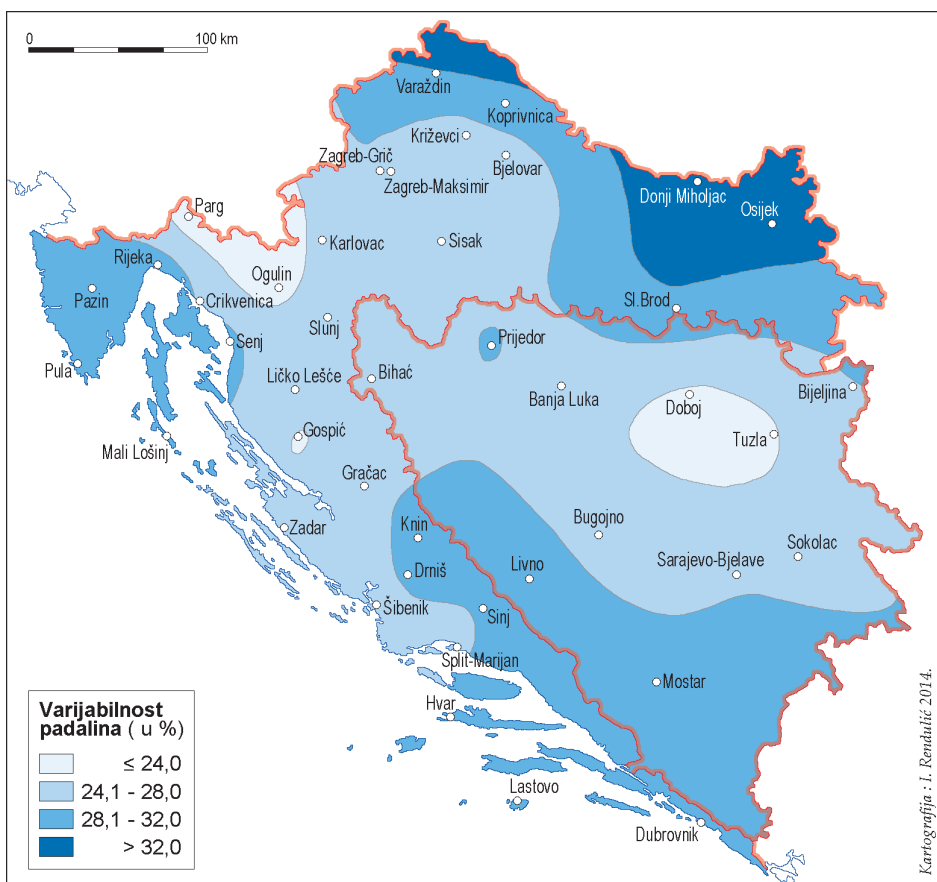 0 100 km
Varaždin
Koprivnica
Križevci
Zagreb-Grič
Bjelovar
Zagreb-Maksimir
Donji Miholjac
Osijek
Parg
Karlovac
Sisak
Rijeka
Ogulin
Pazin
Crikvenica
Sl.Brod
Slunj
Senj
Prijedor
Pula
Ličko Lešće
Bihać
Banja Luka
Doboj
Bijeljina
Gospić
Tuzla
Mali Lošinj
Gračac
Zadar
Knin
Bugojno
Drniš
Livno
Sarajevo-Bjelave
Sokolac
Šibenik
Sinj
Split-Marijan
Mostar
Hvar
Lastovo
Dubrovnik
Varijabilnost
padalina ( u %)
≤ 24,0
24,1 - 28,0
28,1 - 32,0
> 32,0
Kartografija : I. Rendulić 2014.